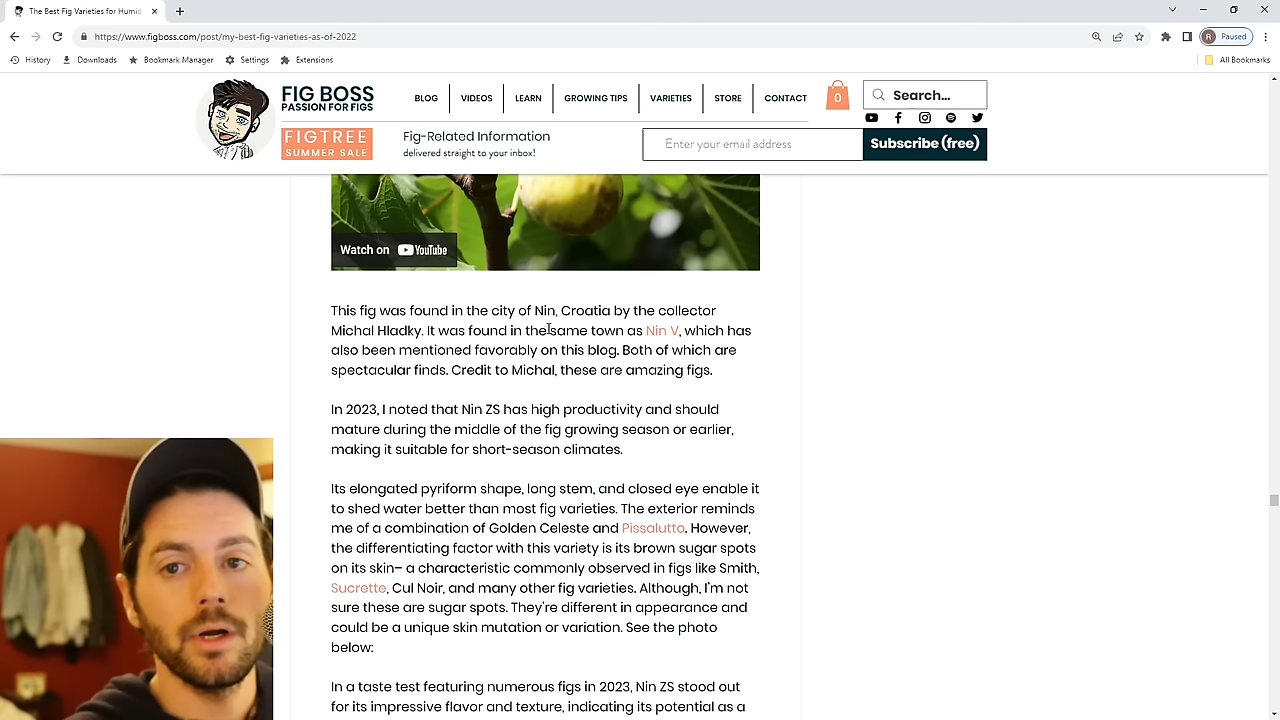 The Best Fig Varieties for Humid
https://www.figboss.com/post/my-best-fig-varieties-as-of-2022
R Paused
History Downloads Bookmark Manager Settings Extensions All Bookmarks
FIG BOSS
PASSION FOR FIGS
BLOG VIDEOS LEARN GROWING TIPS VARIETIES STORE CONTACT
0
Search...
FIGTREE
SUMMER SALE
Fig-Related Information
delivered straight to your inbox!
Enter your email address
Subscribe (free)
Watch on YouTube
This fig was found in the city of Nin, Croatia by the collector
Michal Hladky. It was found in the same town as Nin V, which has
also been mentioned favorably on this blog. Both of which are
spectacular finds. Credit to Michal, these are amazing figs.
In 2023, I noted that Nin ZS has high productivity and should
mature during the middle of the fig growing season or earlier,
making it suitable for short-season climates.
Its elongated pyriform shape, long stem, and closed eye enable it
to shed water better than most fig varieties. The exterior reminds
me of a combination of Golden Celeste and Pissalutto. However,
the differentiating factor with this variety is its brown sugar spots
on its skin– a characteristic commonly observed in figs like Smith,
Sucrette, Cul Noir, and many other fig varieties. Although, I'm not
sure these are sugar spots. They're different in appearance and
could be a unique skin mutation or variation. See the photo
below:
In a taste test featuring numerous figs in 2023, Nin ZS stood out
for its impressive flavor and texture, indicating its potential as a